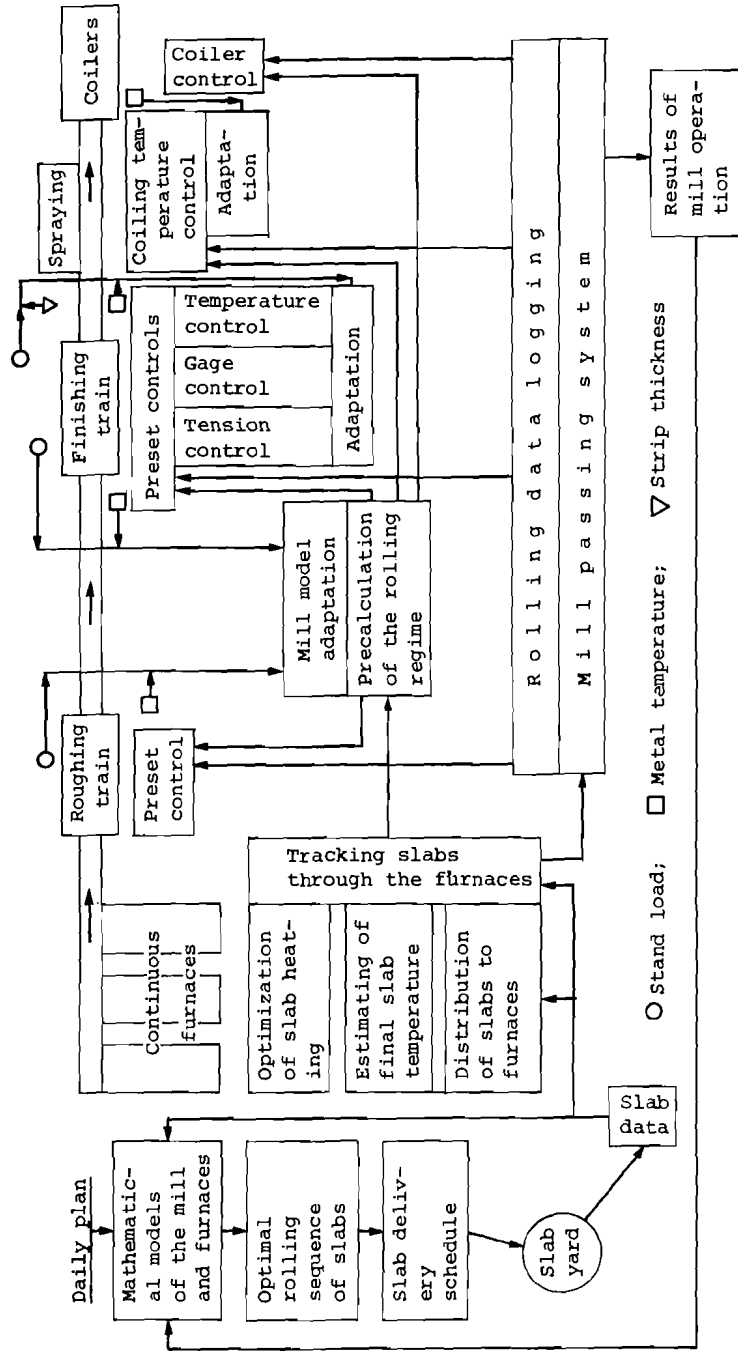 Daily plan
Mathematic-
al models
of the mill
and furnaces
Optimal
rolling
sequence
of slabs
Slab deliv-
ery
schedule
Slab
yard
Slab
data
Continuous
furnaces
Optimization
of slab heat-
ing
Estimating of
final slab
temperature
Distribution
of slabs to
furnaces
Tracking slabs
through the furnaces
Roughing
train
Preset
control
Mill model
adaptation
Precalculation
of the rolling
regime
Finishing
train
Preset controls
Tension
control
Gage
control
Temperature
control
Adaptation
Spraying
Coiling tem-
perature
control
Adapta-
tion
Coilers
Coiler
control
Rolling data logging
Mill passing system
Results of
mill opera-
tion
Stand load;
Metal temperature;
Strip thickness